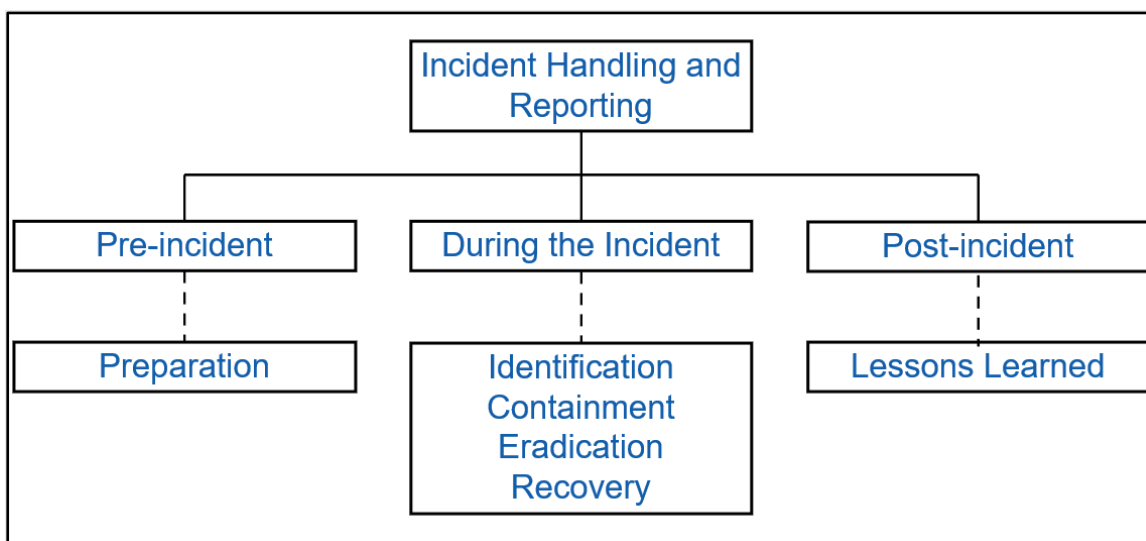 Incident Handling and
Reporting
Pre-incident
During the Incident
Post-incident
Preparation
Identification
Containment
Eradication
Recovery
Lessons Learned